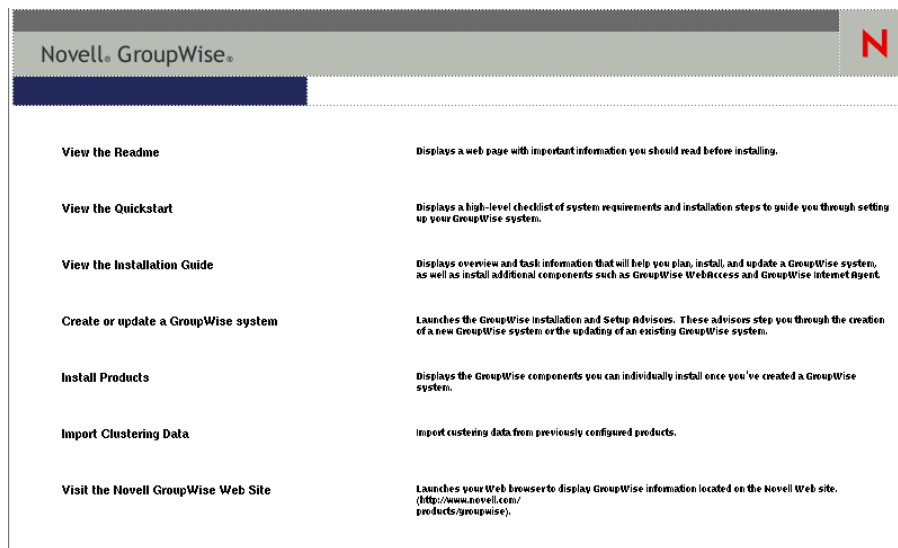 Novell® GroupWise®
N
View the Readme
Displays a web page with important information you should read before installing.
View the Quickstart
Displays a high-level checklist of system requirements and installation steps to guide you through setting
up your GroupWise system.
View the Installation Guide
Displays overview and task information that will help you plan, install, and update a GroupWise system,
as well as install additional components such as GroupWise WebAccess and GroupWise Internet Agent.
Create or update a GroupWise system
Launches the GroupWise Installation and Setup Advisors. These advisors step you through the creation
of a new GroupWise system or the updating of an existing GroupWise system.
Install Products
Displays the GroupWise components you can individually install once you've created a GroupWise
system.
Import Clustering Data
Import custering data from previously configured products.
Visit the Novell GroupWise Web Site
Launches your Web browser to display GroupWise information located on the Novell Web site.
(http://www.novell.com/
products/groupwise).